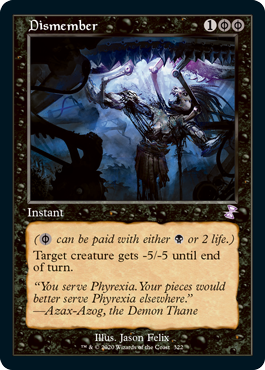 Dismember 1
Instant
( can be paid with either or 2 life.)
Target creature gets -5/-5 until end
of turn.
“You serve Phyrexia. Your pieces would
better serve Phyrexia elsewhere.”
—Azax-Azog, the Demon Thane
Illus. Jason Felix
™ & © 2020 Wizards of the Coast 322